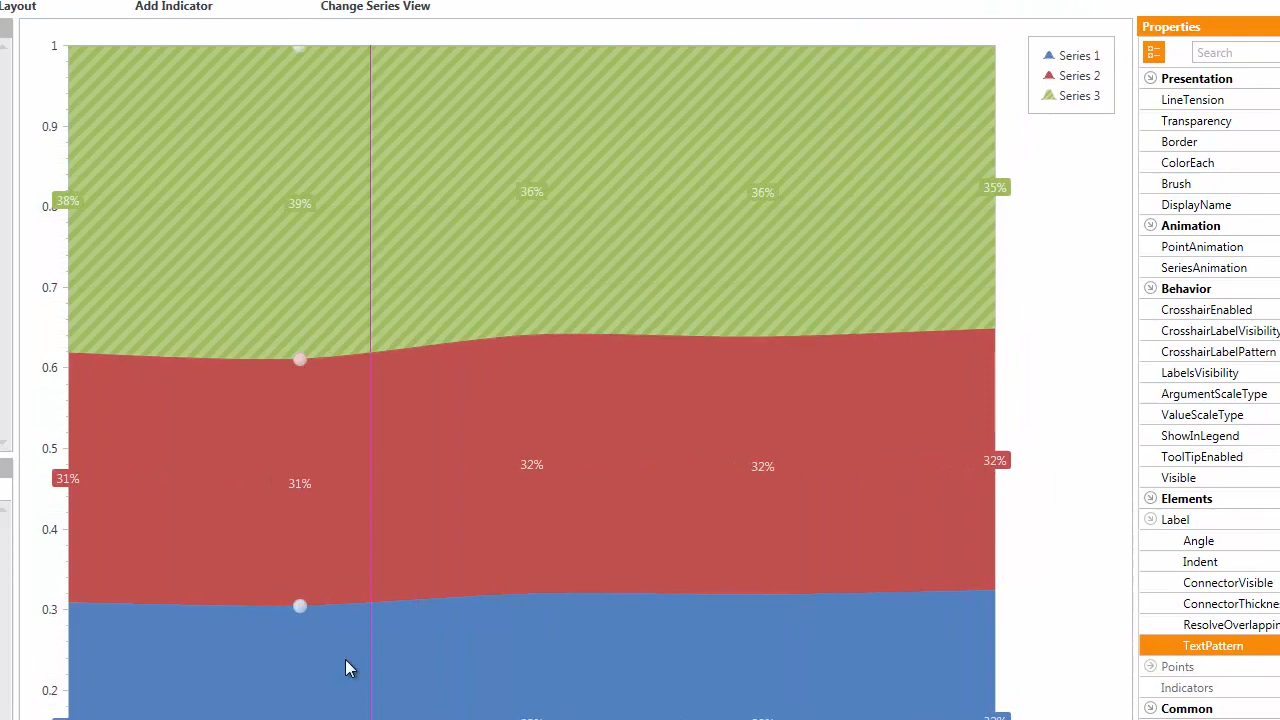 Layout
Add Indicator
Change Series View
1
0.9
0.7
0.6
0.5
0.4
0.3
0.2
38%
39%
36%
36%
35%
31%
31%
32%
32%
32%
Series 1
Series 2
Series 3
Properties
Search
Presentation
LineTension
Transparency
Border
ColorEach
Brush
DisplayName
Animation
PointAnimation
SeriesAnimation
Behavior
CrosshairEnabled
CrosshairLabelVisibility
CrosshairLabelPattern
LabelsVisibility
ArgumentScaleType
ValueScaleType
ShowInLegend
ToolTipEnabled
Visible
Elements
Label
Angle
Indent
ConnectorVisible
ConnectorThickne
ResolveOverlappin
TextPattern
Points
Indicators
Common